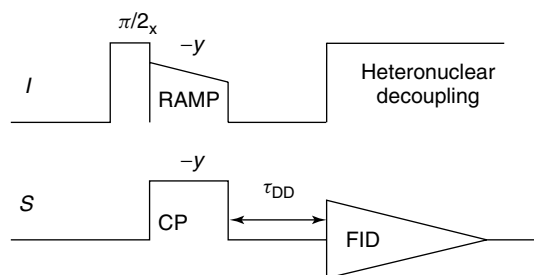 π/2x
−y
I
RAMP
Heteronuclear
decoupling
−y
S
CP
τDD
FID